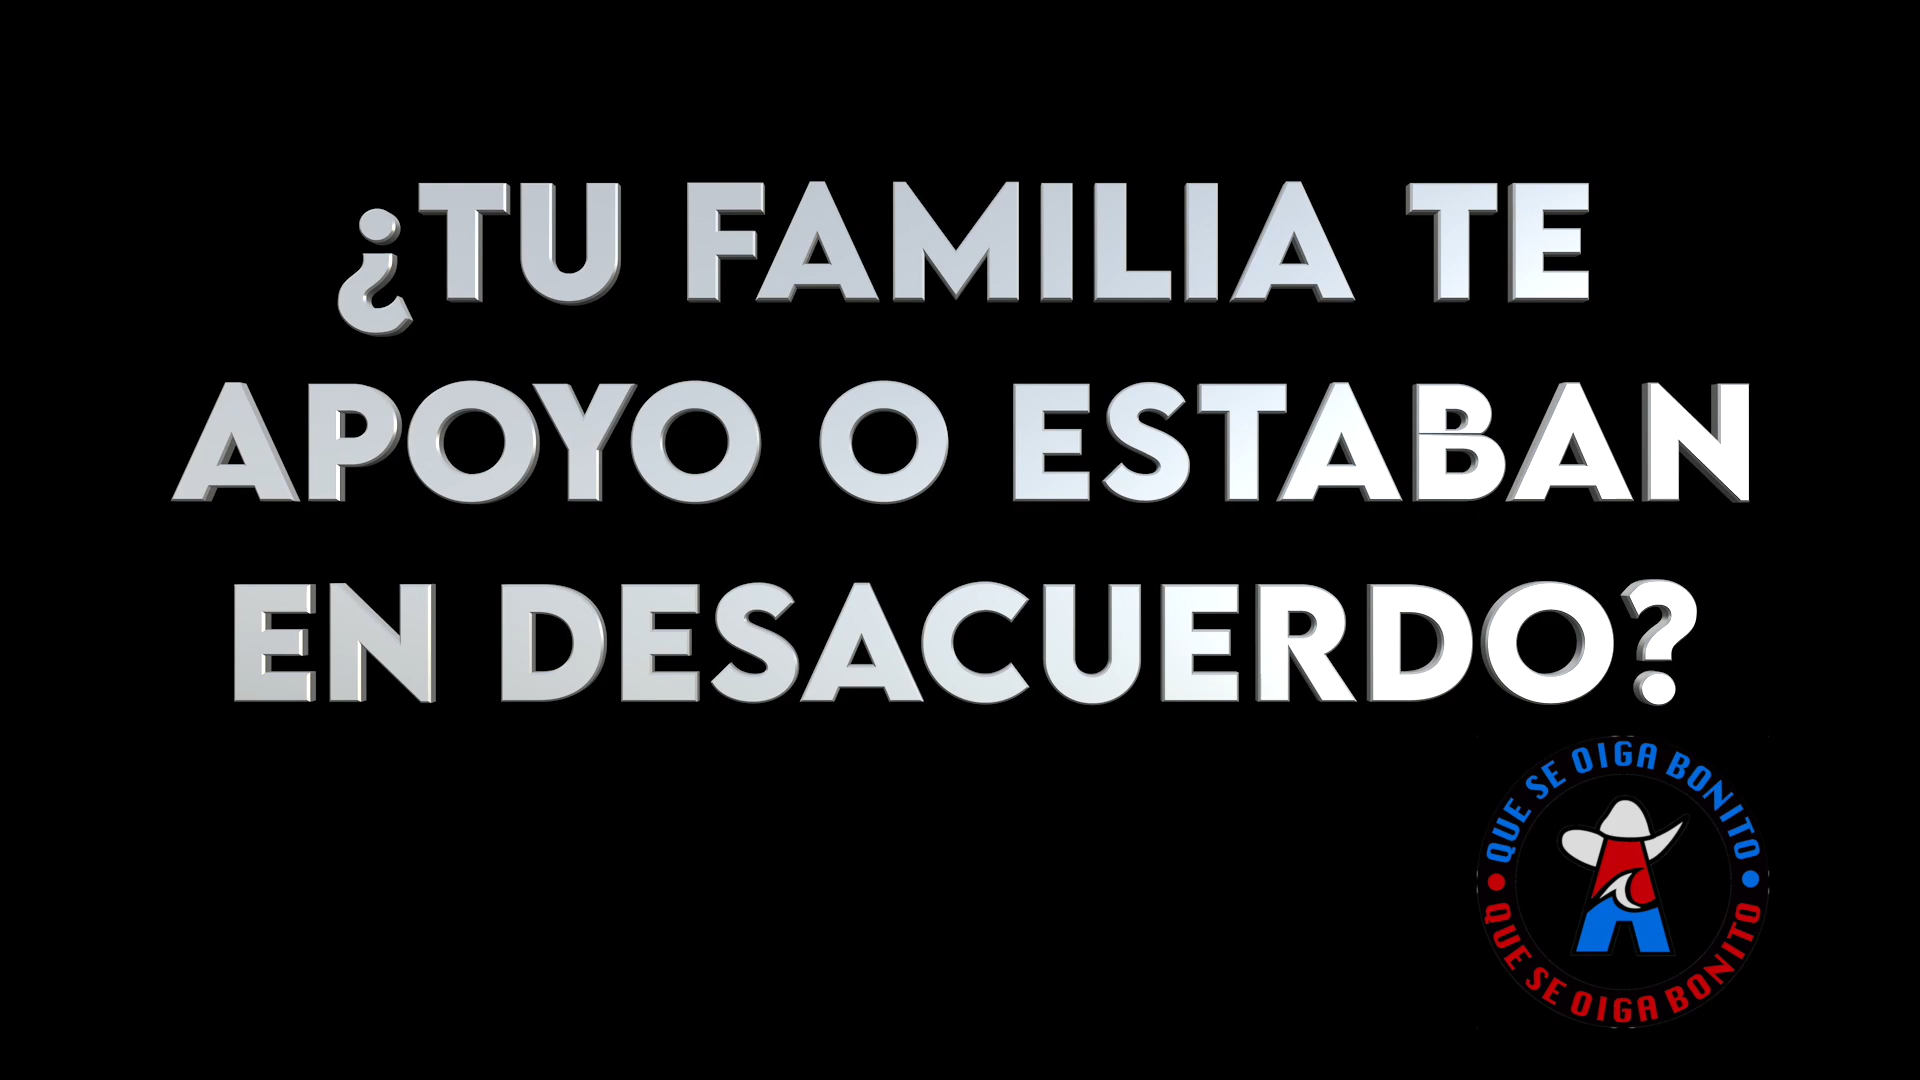 ¿TU FAMILIA TE
APOYO O ESTABAN
EN DESACUERDO?
QUE SE OIGA BONITO
QUE SE OIGA BONITO